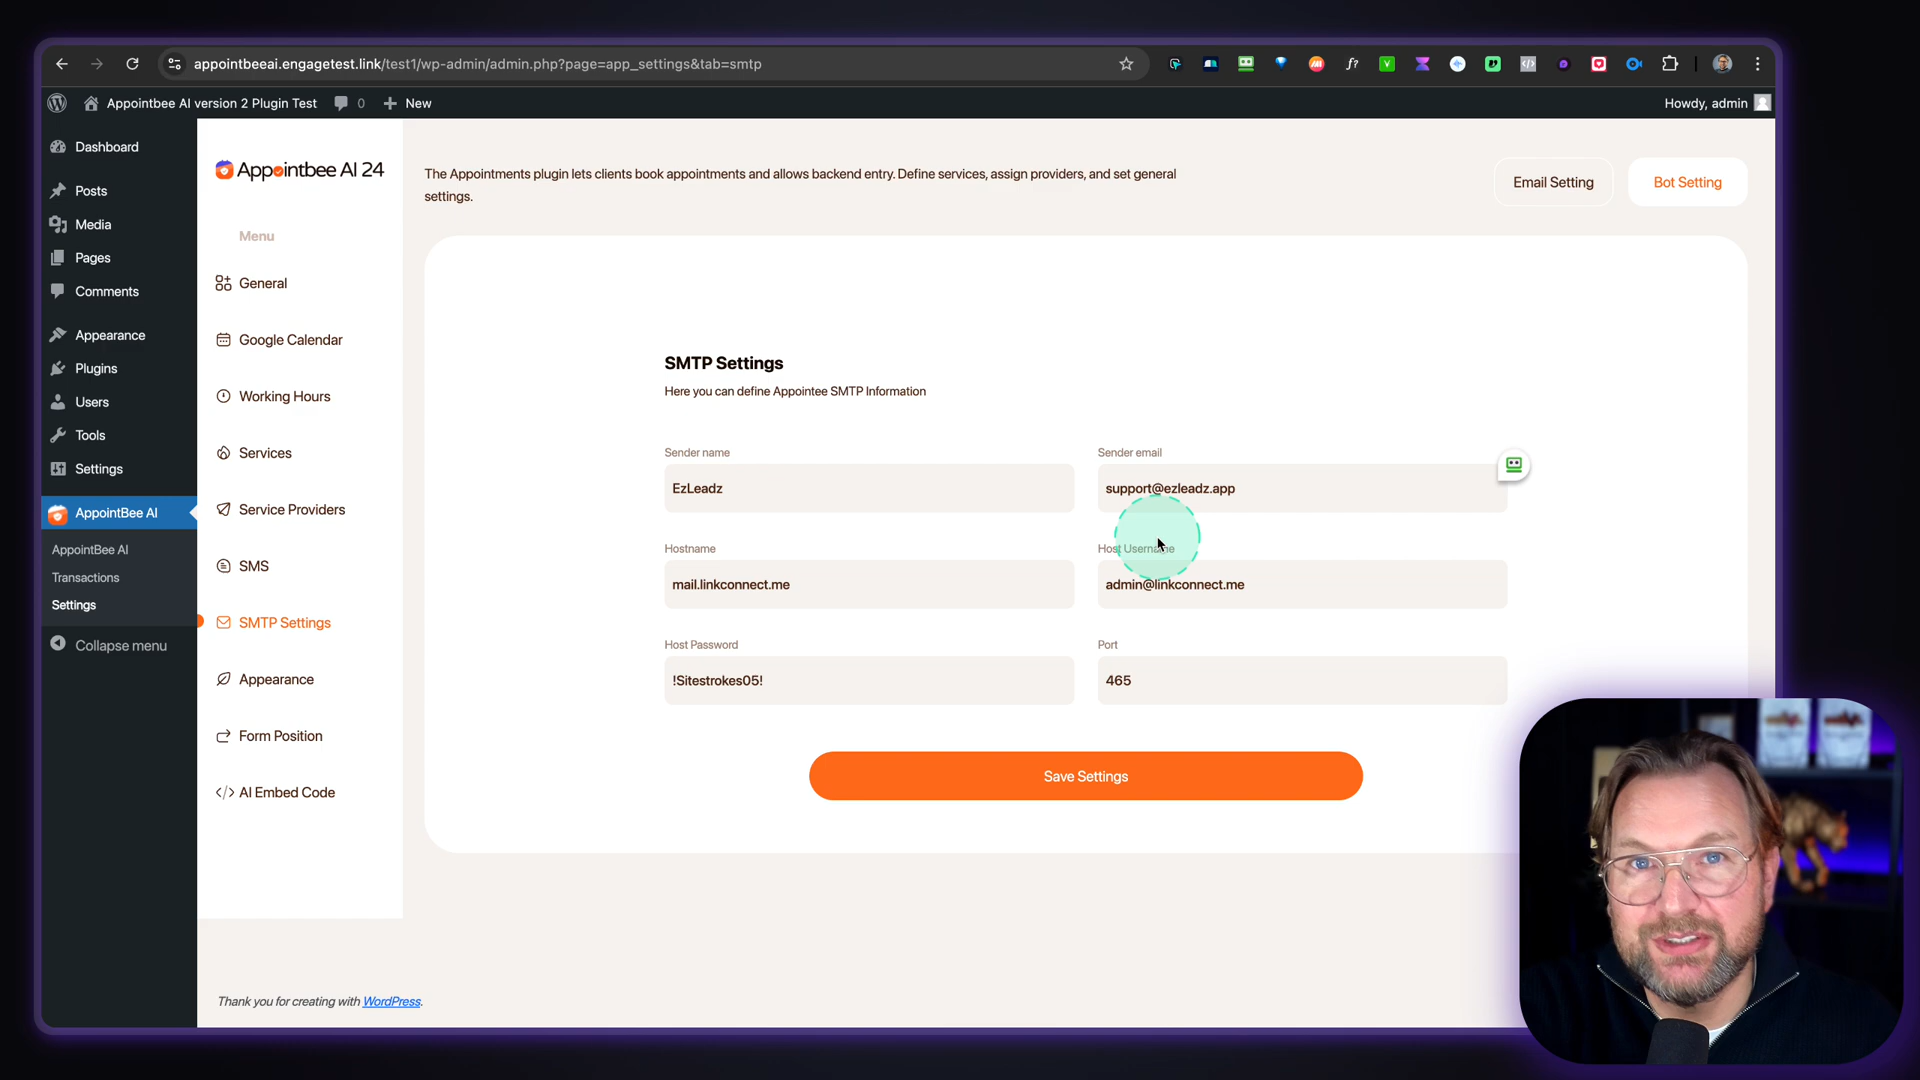 appointbeeai.engagetest.link/test1/wp-admin/admin.php?page=app_settings&tab=smtp
Appointbee AI version 2 Plugin Test
0
New
Howdy, admin
Dashboard
Posts
Media
Pages
Comments
Appearance
Plugins
Users
Tools
Settings
AppointBee AI
AppointBee AI
Transactions
Settings
Collapse menu
Appointbee AI 24
Menu
General
Google Calendar
Working Hours
Services
Service Providers
SMS
SMTP Settings
Appearance
Form Position
AI Embed Code
The Appointments plugin lets clients book appointments and allows backend entry. Define services, assign providers, and set general
settings.
Email Setting
Bot Setting
SMTP Settings
Here you can define Appointee SMTP Information
Sender name
Sender email
EzLeadz
support@ezleadz.app
Hostname
Host Username
mail.linkconnect.me
admin@linkconnect.me
Host Password
Port
!Sitestrokes05!
465
Save Settings
Thank you for creating with WordPress.